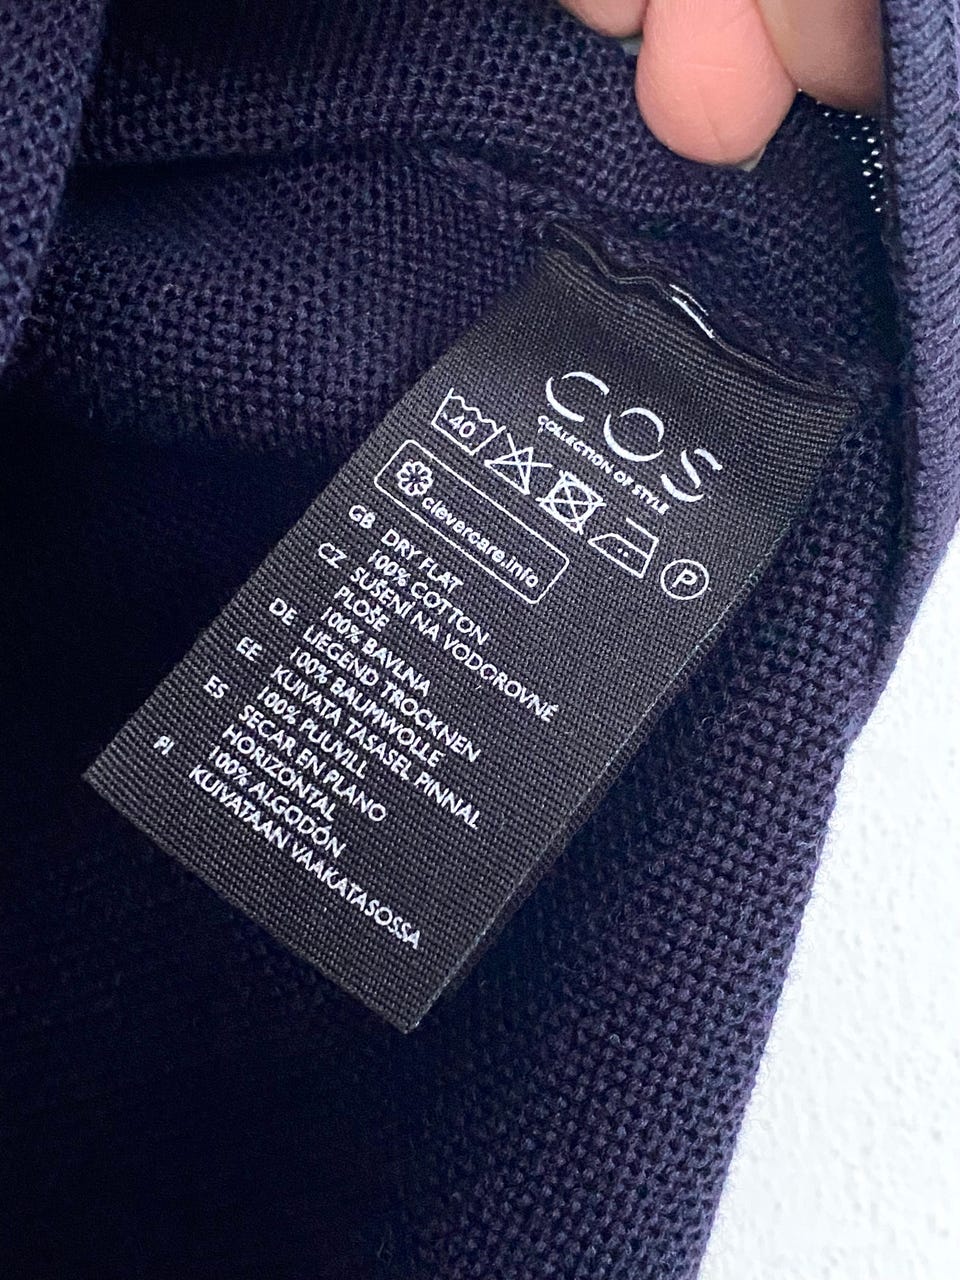 COS
COLLECTION OF STYLE
40
P
clevercare.info
GB DRY FLAT
100% COTTON
CZ SUŠENÍ NA VODOROVNÉ
PLOŠE
100% BAVLNA
DE LIEGEND TROCKNEN
100% BAUMWOLLE
EE KUIVATA TASASEL PINNAL
100% PUUVILL
ES SECAR EN PLANO
HORIZONTAL
100% ALGODÓN
FI KUIVATAAN VAAKATASOSSA